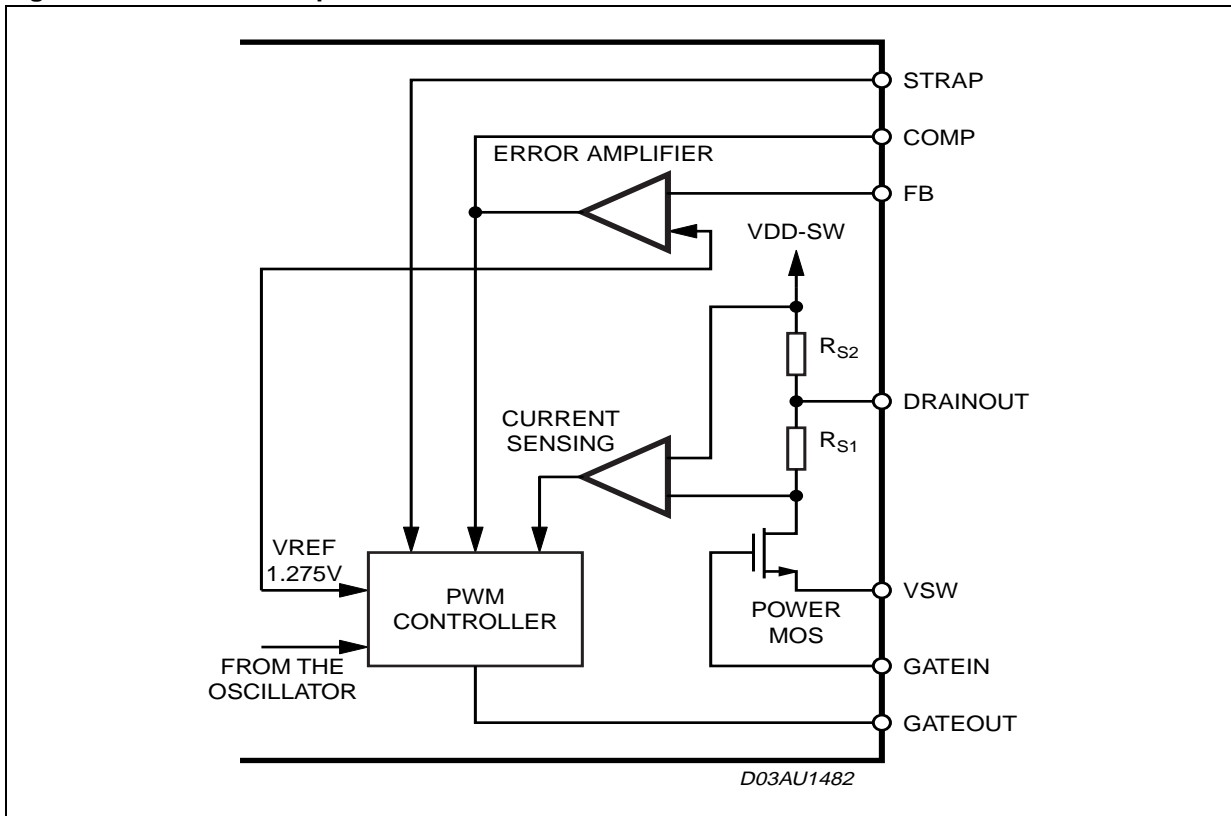 STRAP
COMP
ERROR AMPLIFIER
FB
VDD-SW
RS2
DRAINOUT
CURRENT
SENSING
RS1
VREF
1.275V
PWM
CONTROLLER
VSW
POWER
MOS
FROM THE
OSCILLATOR
GATEIN
GATEOUT
D03AU1482